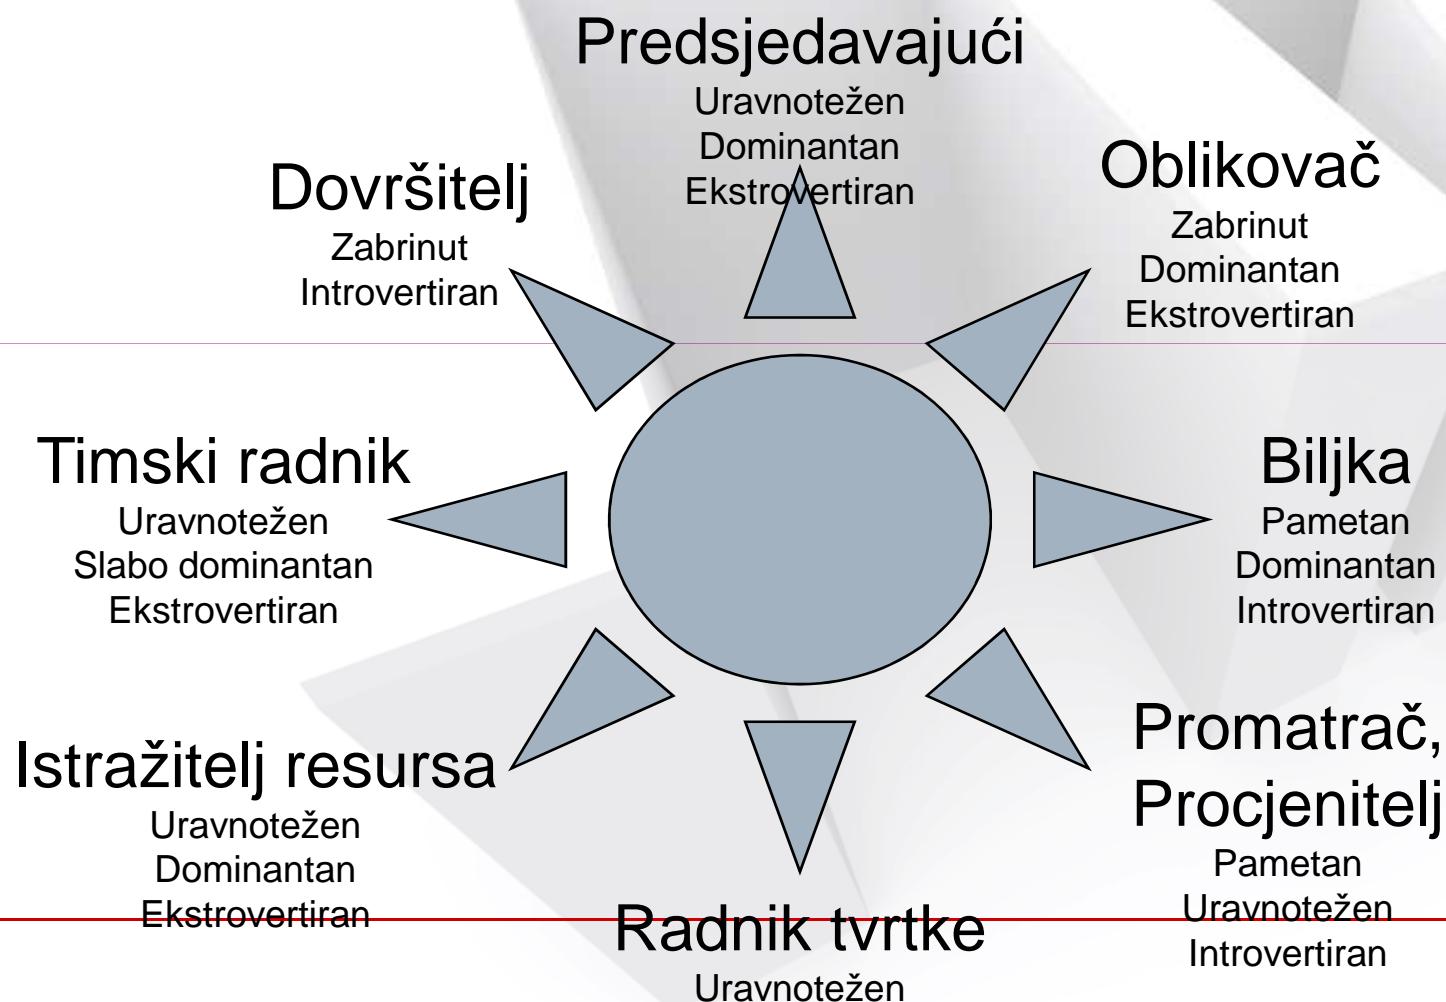 Predsjedavajući
Uravnotežen
Dominantan
Ekstrovertiran
Oblikovač
Zabrinut
Dominantan
Ekstrovertiran
Biljka
Pametan
Dominantan
Introvertiran
Promatrač,
Procjenitelj
Pametan
Uravnotežen
Introvertiran
Radnik tvrtke
Uravnotežen
Istražitelj resursa
Uravnotežen
Dominantan
Ekstrovertiran
Timski radnik
Uravnotežen
Slabo dominantan
Ekstrovertiran
Dovršitelj
Zabrinut
Introvertiran